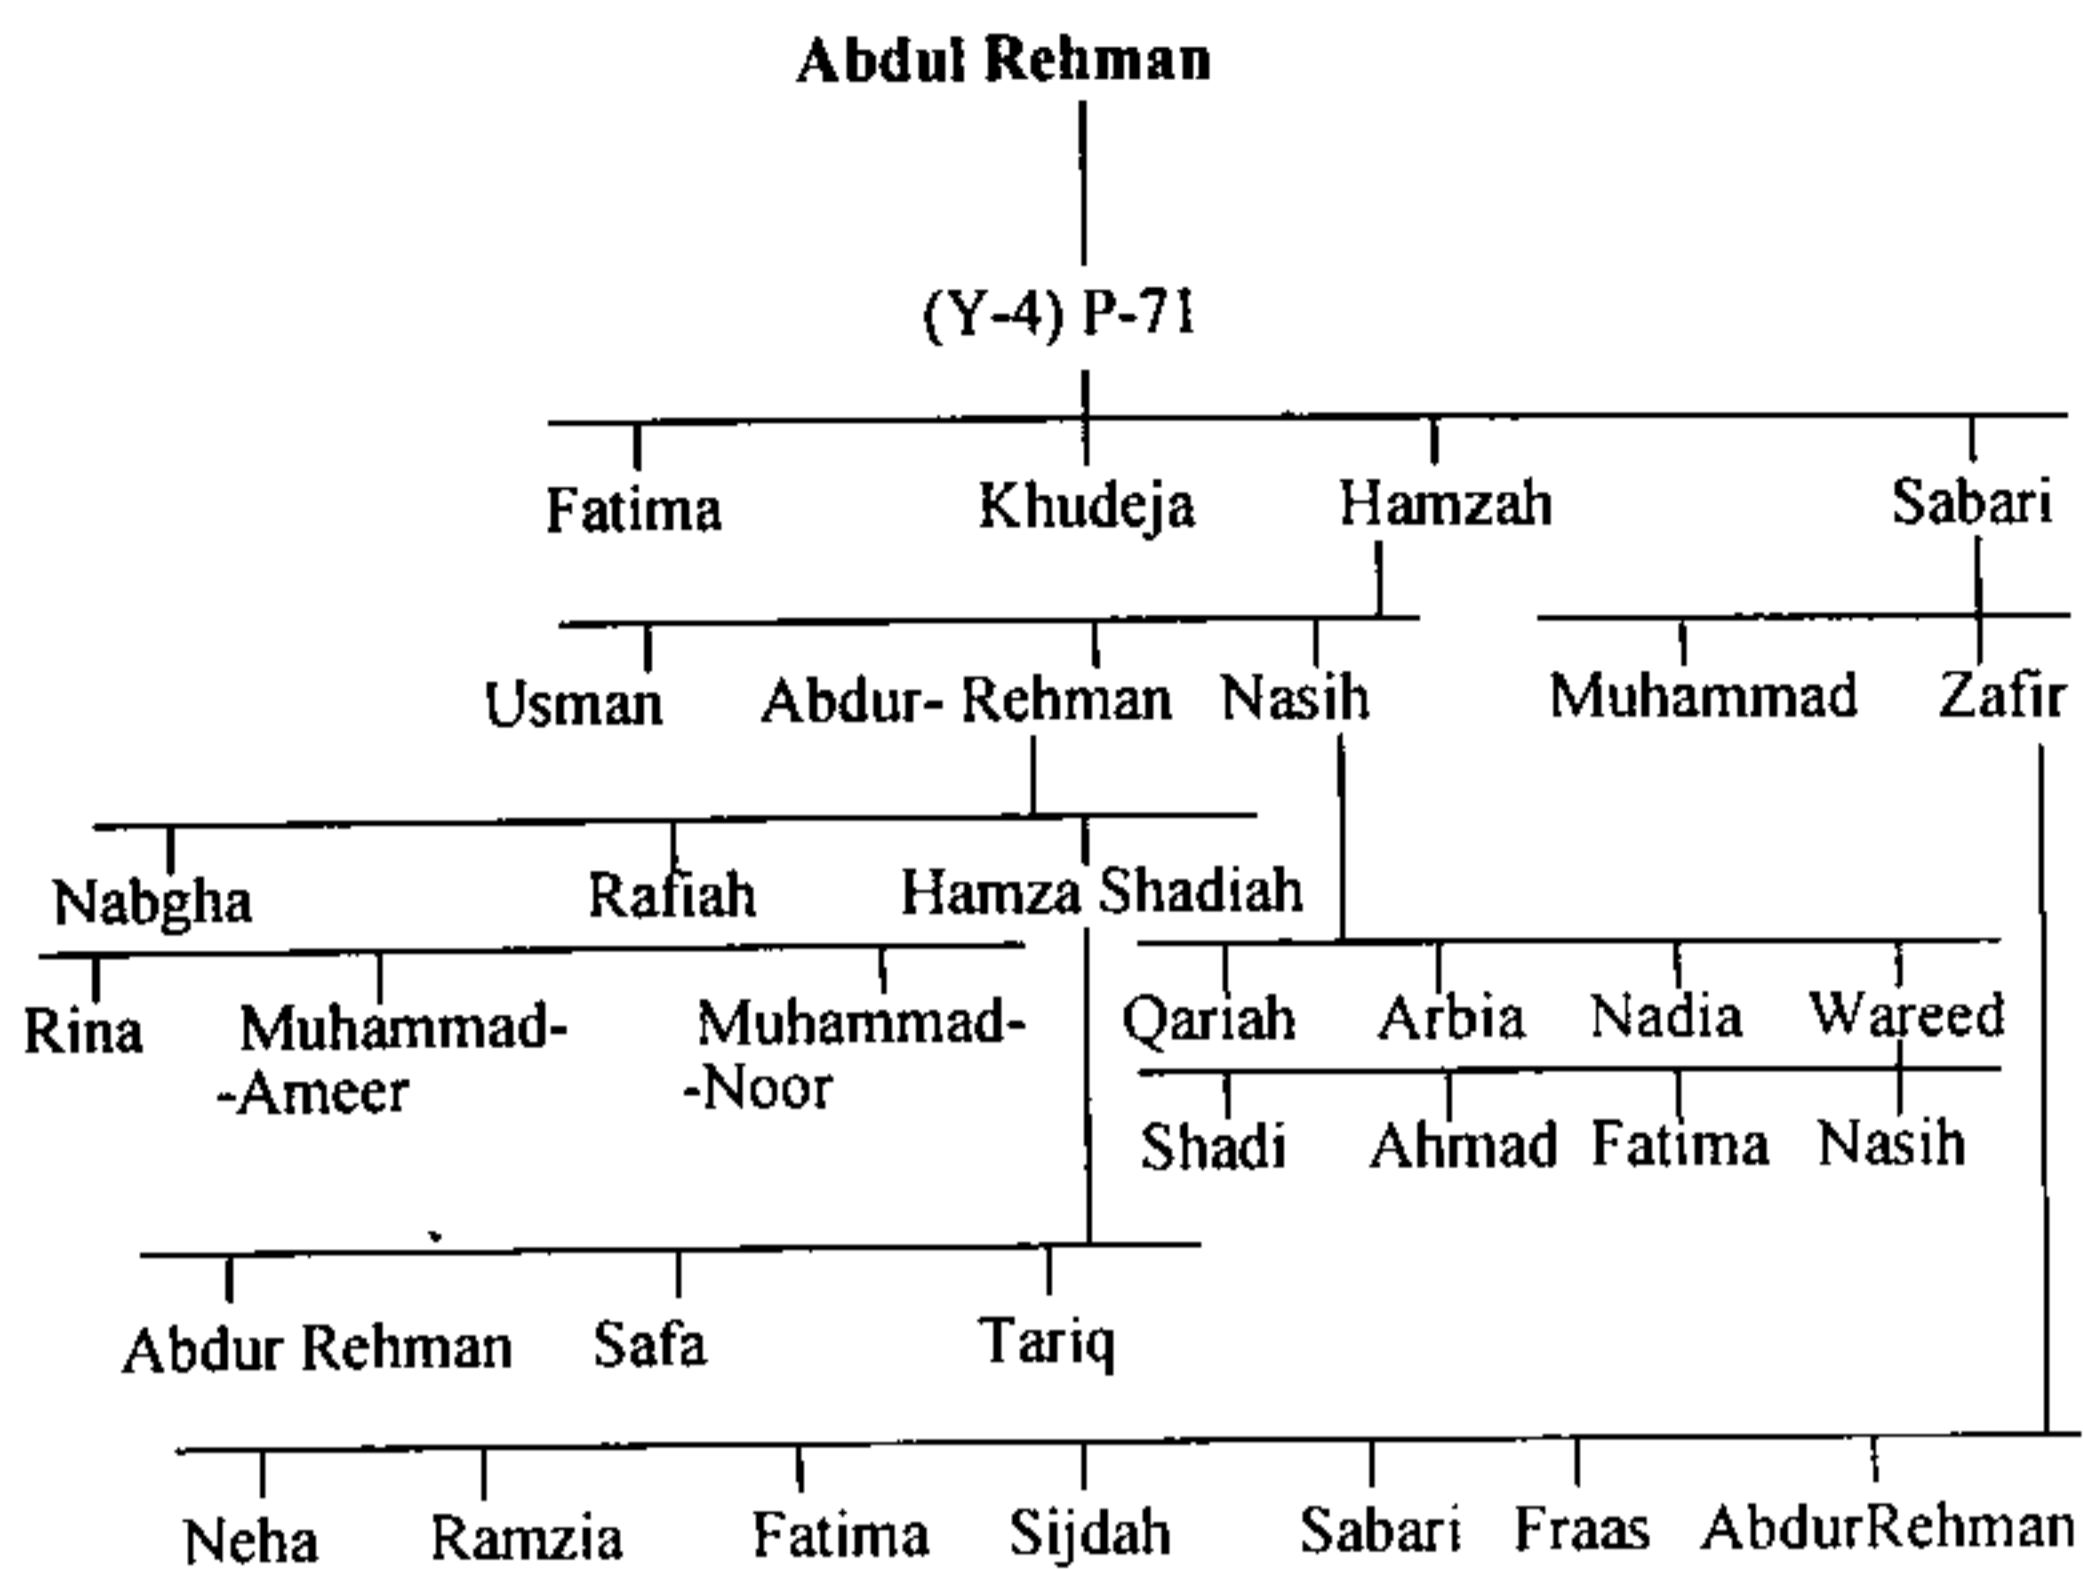 Abdul Rehman
(Y-4) P-71
Fatima Khudeja Hamzah Sabari
Usman Abdur- Rehman Nasih Muhammad Zafir
Nabgha Rafiah Hamza Shadiah
Rina Muhammad- Muhammad- Qariah Arbia Nadia Wareed
-Ameer -Noor
Shadi Ahmad Fatima Nasih
Abdur Rehman Safa Tariq
Neha Ramzia Fatima Sijdah Sabari Fraas AbdurRehman